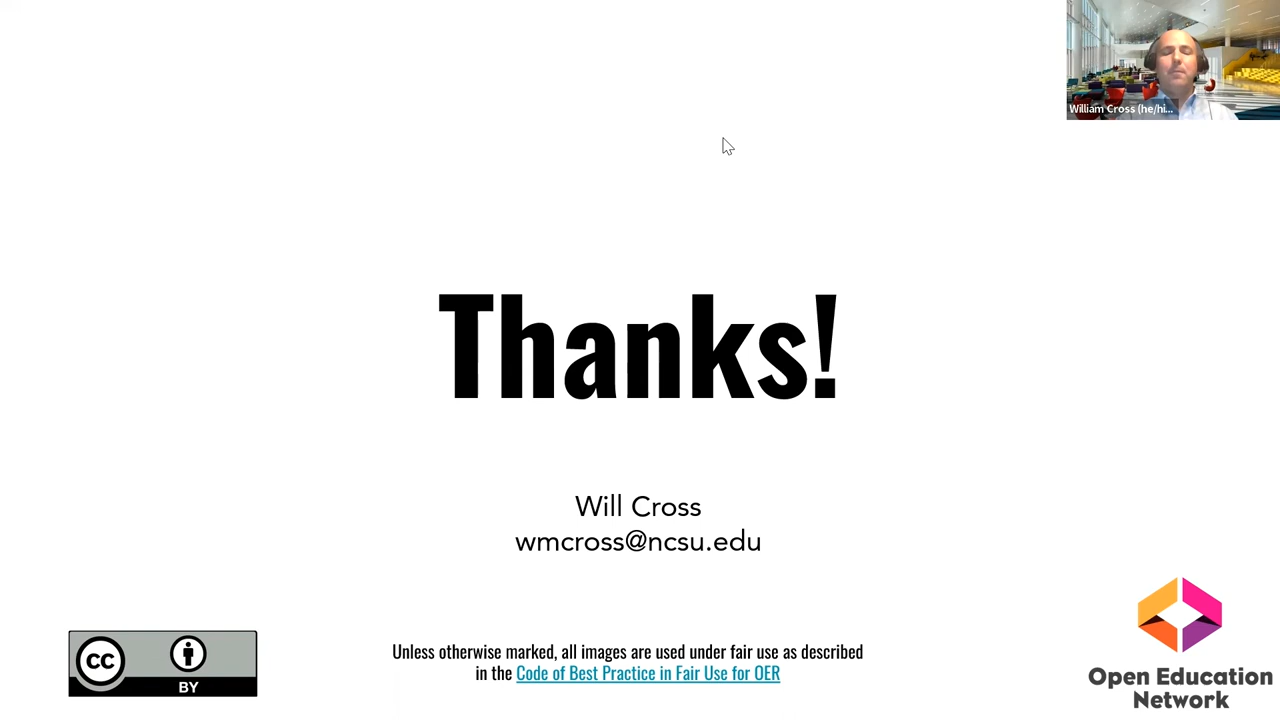 William Cross (he/hi...
Thanks!
Will Cross
wmcross@ncsu.edu
Unless otherwise marked, all images are used under fair use as described
in the Code of Best Practice in Fair Use for OER
CC
BY
Open Education
Network